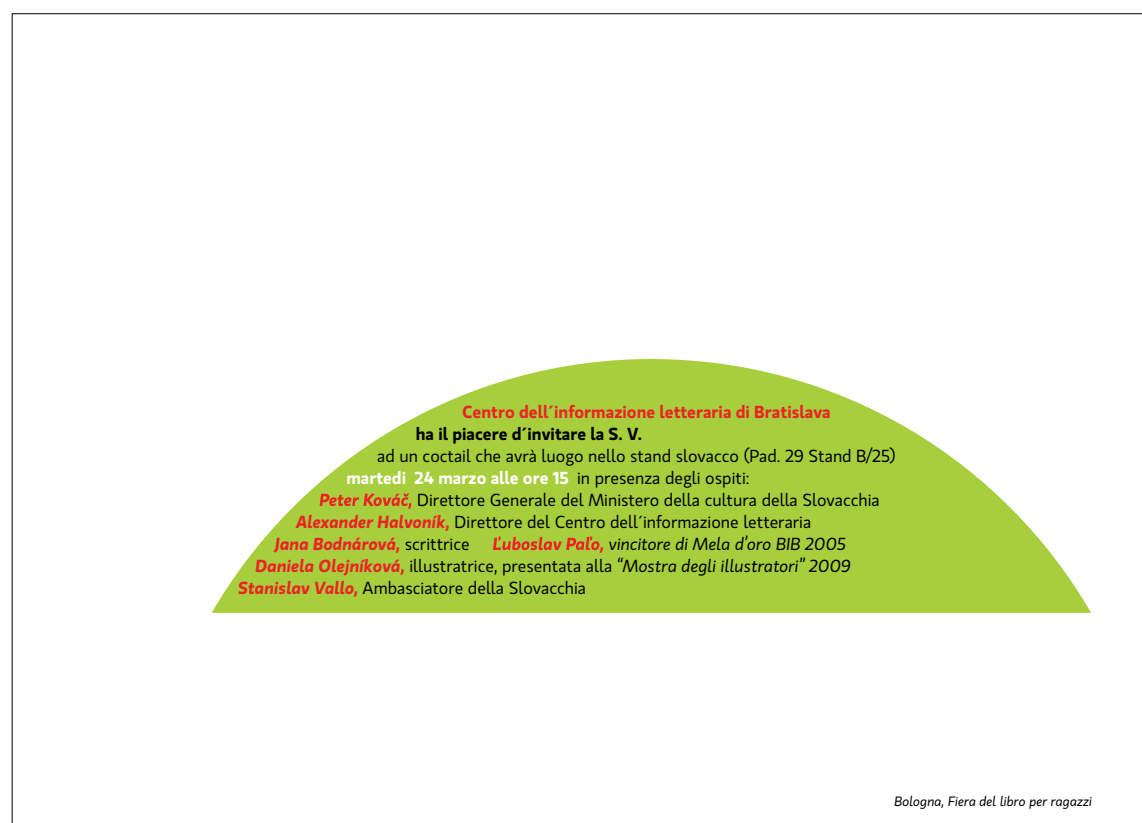 Centro dell´informazione letteraria di Bratislava
ha il piacere d´invitare la S. V.
ad un coctail che avrà luogo nello stand slovacco (Pad. 29 Stand B/25)
martedi 24 marzo alle ore 15 in presenza degli ospiti:
Peter Kováč, Direttore Generale del Ministero della cultura della Slovacchia
Alexander Halvoník, Direttore del Centro dell´informazione letteraria
Jana Bodnárová, scrittrice Ľuboslav Paľo, vincitore di Mela d’oro BIB 2005
Daniela Olejníková, illustratrice, presentata alla “Mostra degli illustratori” 2009
Stanislav Vallo, Ambasciatore della Slovacchia
Bologna, Fiera del libro per ragazzi